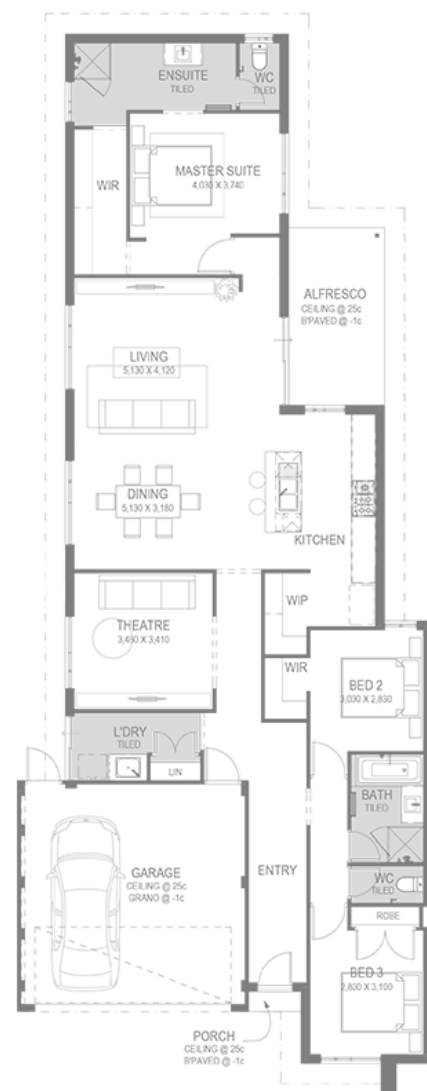 ENSUITE
TILED
WC
TILED
WIR
MASTER SUITE
4,030 X 3,740
ALFRESCO
CEILING @ 25c
B'PAVED @ -1c
LIVING
5,130 X 4,120
DINING
5,130 X 3,180
KITCHEN
WIP
THEATRE
3,480 X 3,410
WIR
BED 2
3,030 X 2,830
L'DRY
TILED
LIN
BATH
TILED
GARAGE
CEILING @ 25c
GRANO @ -1c
ENTRY
WC
TILED
ROBE
BED 3
2,830 X 3,100
PORCH
CEILING @ 25c
B'PAVED @ -1c